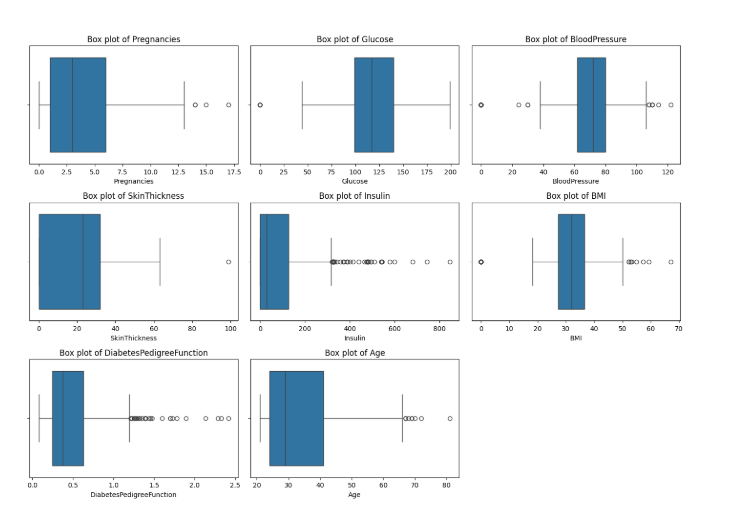 Box plot of Pregnancies
0.0 2.5 5.0 7.5 10.0 12.5 15.0 17.5
Pregnancies
Box plot of Glucose
0 25 50 75 100 125 150 175 200
Glucose
Box plot of BloodPressure
0 20 40 60 80 100 120
BloodPressure
Box plot of SkinThickness
0 20 40 60 80 100
SkinThickness
Box plot of Insulin
0 200 400 600 800
Insulin
Box plot of BMI
0 10 20 30 40 50 60 70
BMI
Box plot of DiabetesPedigreeFunction
0.0 0.5 1.0 1.5 2.0 2.5
DiabetesPedigreeFunction
Box plot of Age
20 30 40 50 60 70 80
Age